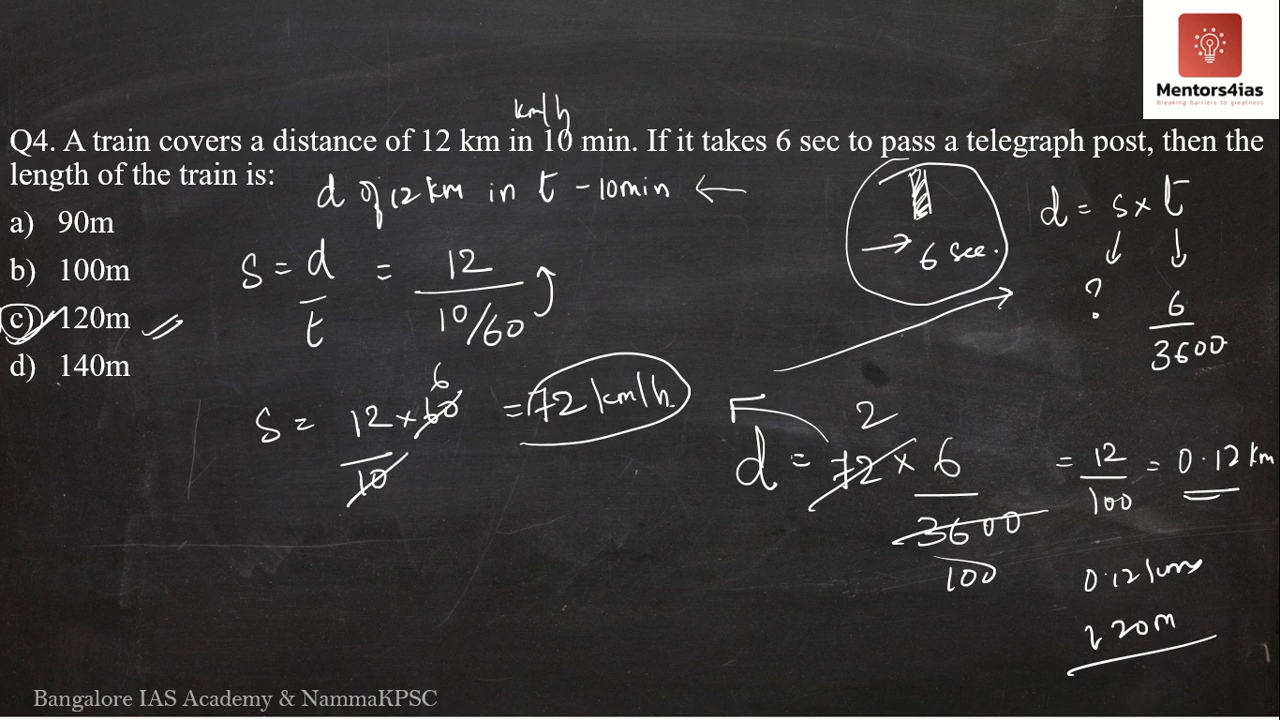 Mentors4ias
Breaking barriers to greatness
km/h
Q4. A train covers a distance of 12 km in 10 min. If it takes 6 sec to pass a telegraph post, then the
length of the train is:
d of 12 km in t - 10min ←
a) 90m
b) 100m
c) 120m
d) 140m
S = d/t = 12/10/60
S = 12 × 60/10 = 72 km/h
6
→ 6 sec.
d = s × t
↓ ↓
? 6/3600
2
d = 72 × 6/3600 = 12/100 = 0.12 km
100
0.12 kms
120m
Bangalore IAS Academy & NammaKPSC